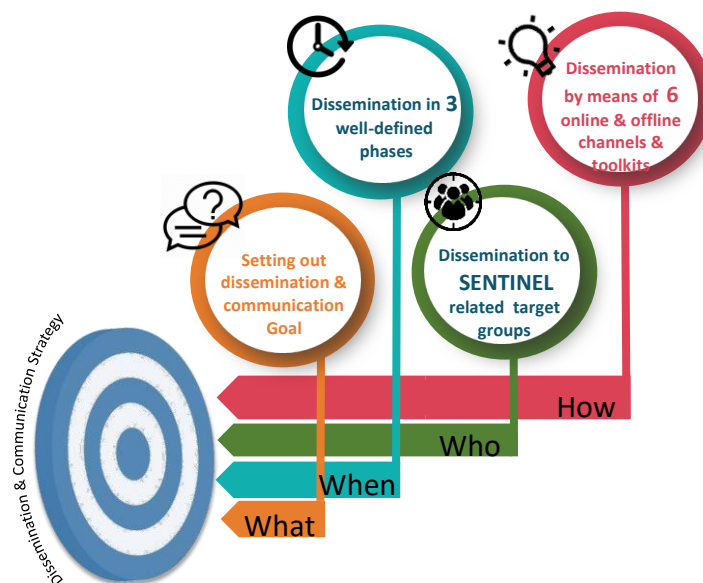 Dissemination
by means of 6
online & offline
channels &
toolkits
Dissemination in 3
well-defined
phases
?
Setting out
dissemination &
communication
Goal
Dissemination to
SENTINEL
related target
groups
Dissemination & Communication Strategy
How
Who
When
What